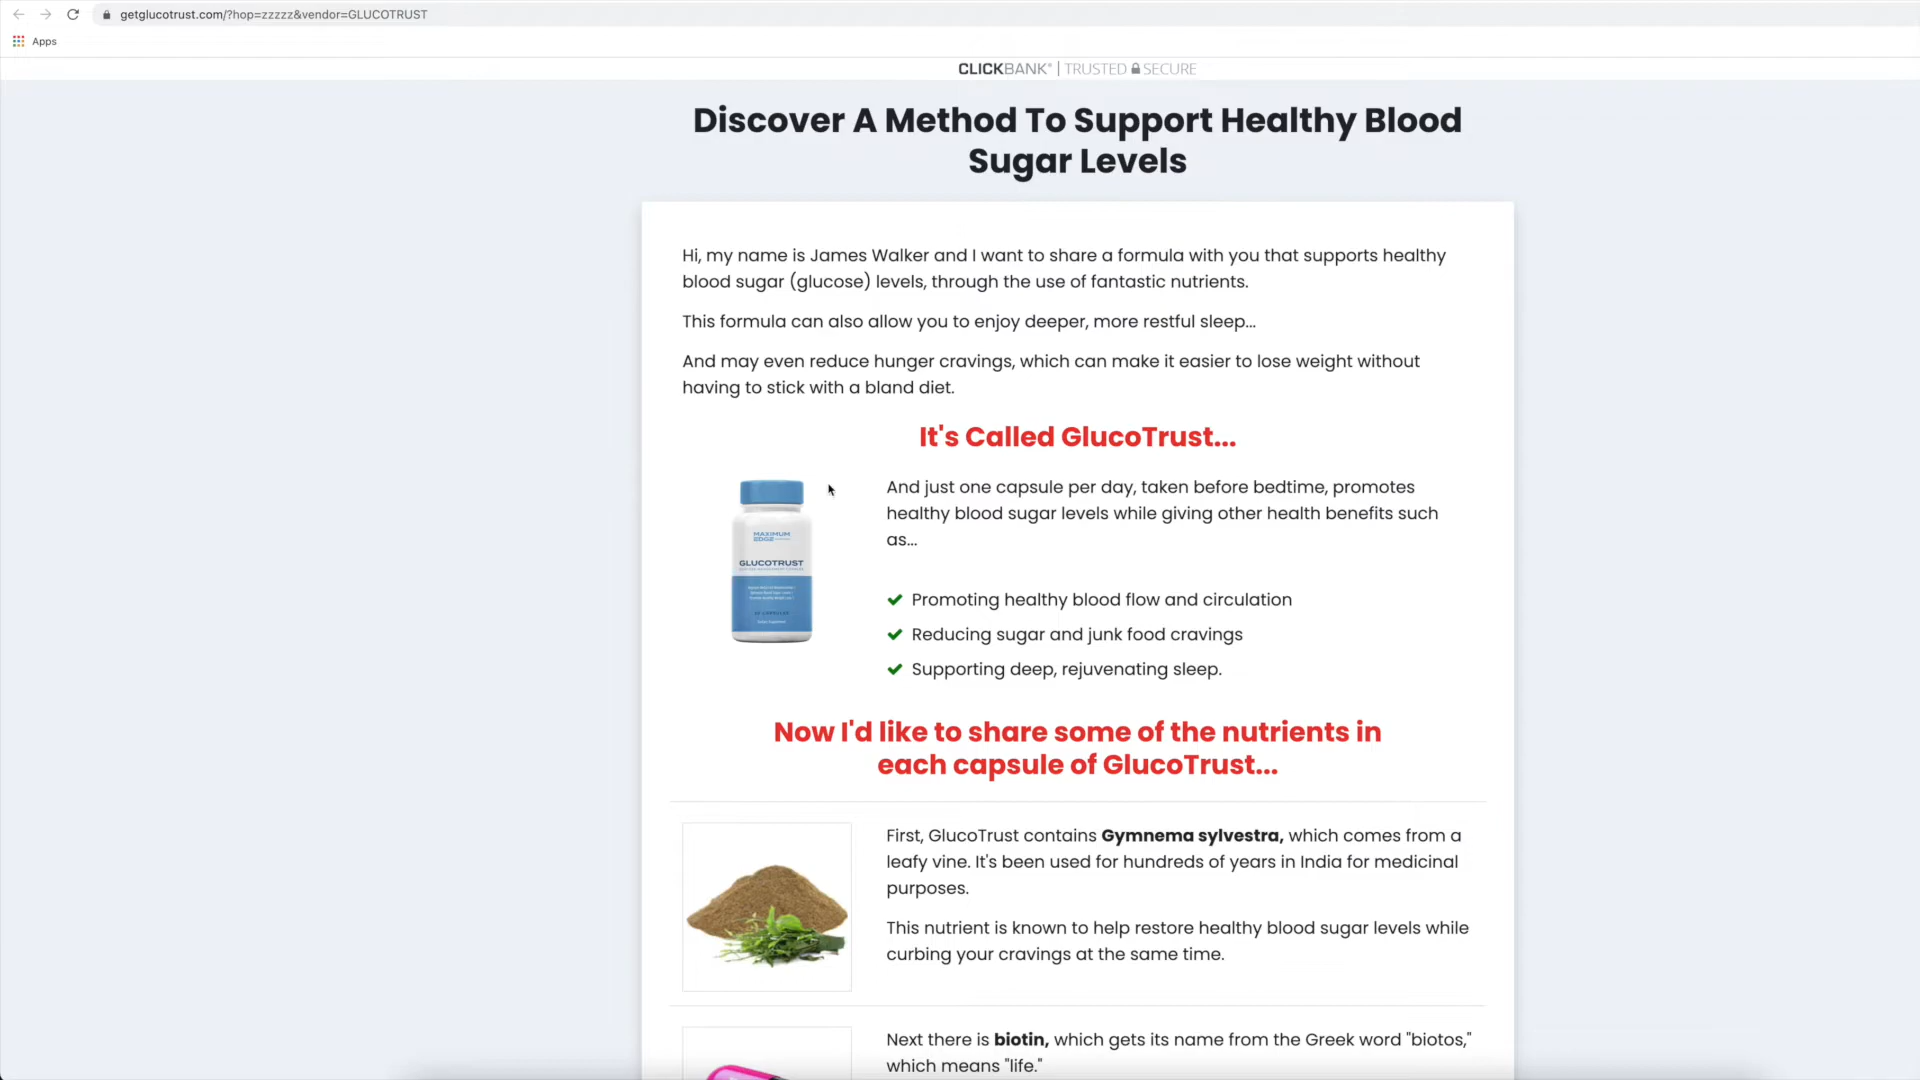 getglucotrust.com/?hop=zzzzz&vendor=GLUCOTRUST
Apps
CLICKBANK® | TRUSTED SECURE
Discover A Method To Support Healthy Blood
Sugar Levels
Hi, my name is James Walker and I want to share a formula with you that supports healthy
blood sugar (glucose) levels, through the use of fantastic nutrients.
This formula can also allow you to enjoy deeper, more restful sleep...
And may even reduce hunger cravings, which can make it easier to lose weight without
having to stick with a bland diet.
It's Called GlucoTrust...
MAXIMUM
EDGE
GLUCOTRUST
And just one capsule per day, taken before bedtime, promotes
healthy blood sugar levels while giving other health benefits such
as...
Promoting healthy blood flow and circulation
Reducing sugar and junk food cravings
Supporting deep, rejuvenating sleep.
Now I'd like to share some of the nutrients in
each capsule of GlucoTrust...
First, GlucoTrust contains Gymnema sylvestra, which comes from a
leafy vine. It's been used for hundreds of years in India for medicinal
purposes.
This nutrient is known to help restore healthy blood sugar levels while
curbing your cravings at the same time.
Next there is biotin, which gets its name from the Greek word "biotos,"
which means "life."